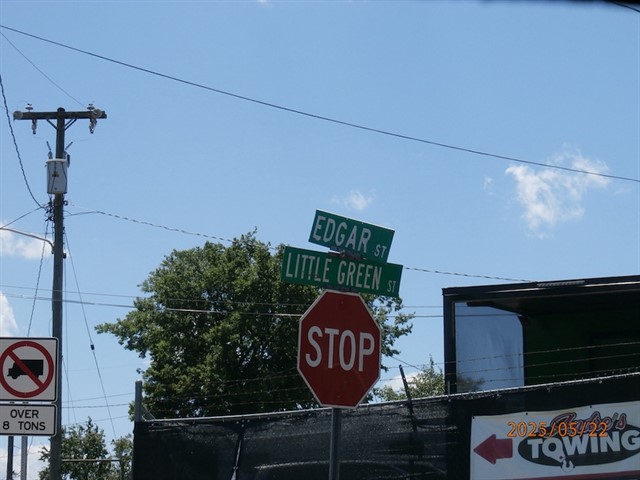 EDGAR ST
LITTLE GREEN ST
STOP
OVER
8 TONS
2025/05/22
TOWING